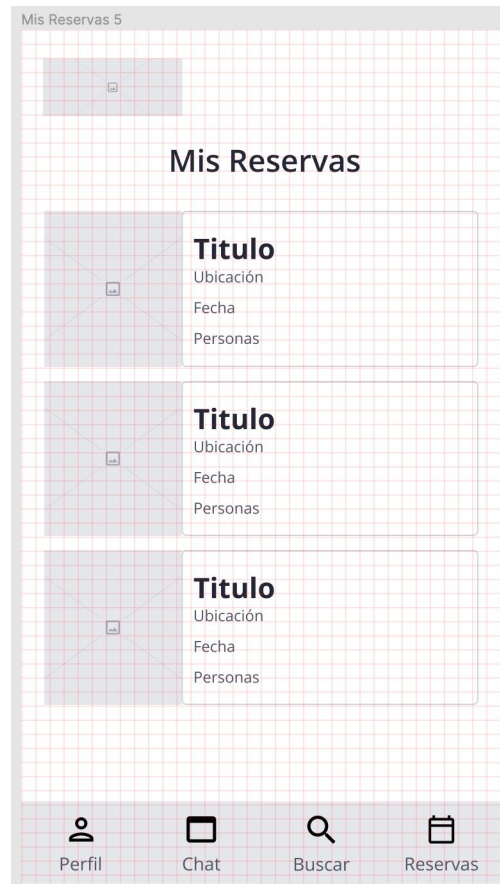 Mis Reservas 5
Mis Reservas
Titulo
Ubicación
Fecha
Personas
Titulo
Ubicación
Fecha
Personas
Titulo
Ubicación
Fecha
Personas
Perfil
Chat
Buscar
Reservas